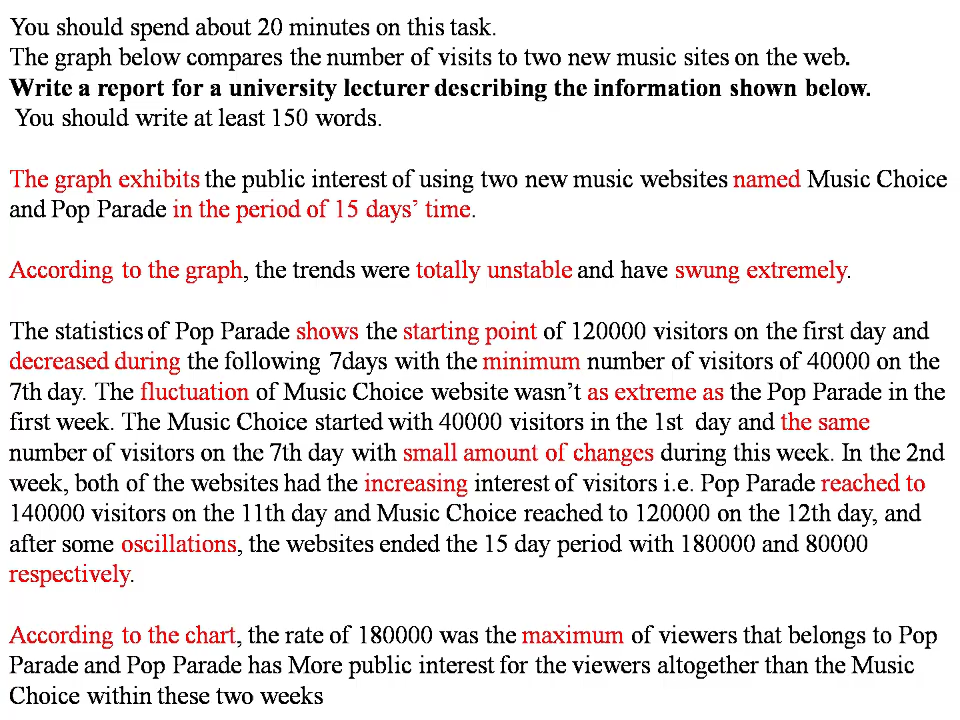 You should spend about 20 minutes on this task.
The graph below compares the number of visits to two new music sites on the web.
Write a report for a university lecturer describing the information shown below.
You should write at least 150 words.
The graph exhibits the public interest of using two new music websites named Music Choice
and Pop Parade in the period of 15 days' time.
According to the graph, the trends were totally unstable and have swung extremely.
The statistics of Pop Parade shows the starting point of 120000 visitors on the first day and
decreased during the following 7days with the minimum number of visitors of 40000 on the
7th day. The fluctuation of Music Choice website wasn't as extreme as the Pop Parade in the
first week. The Music Choice started with 40000 visitors in the 1st day and the same
number of visitors on the 7th day with small amount of changes during this week. In the 2nd
week, both of the websites had the increasing interest of visitors i.e. Pop Parade reached to
140000 visitors on the 11th day and Music Choice reached to 120000 on the 12th day, and
after some oscillations, the websites ended the 15 day period with 180000 and 80000
respectively.
According to the chart, the rate of 180000 was the maximum of viewers that belongs to Pop
Parade and Pop Parade has More public interest for the viewers altogether than the Music
Choice within these two weeks